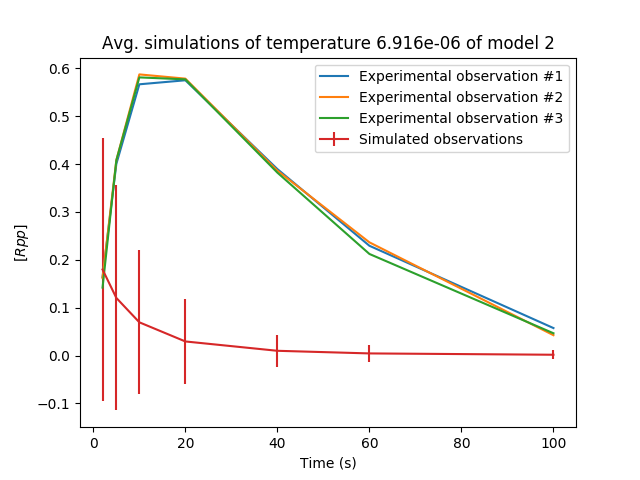 Avg. simulations of temperature 6.916e-06 of model 2
Experimental observation #1
Experimental observation #2
Experimental observation #3
Simulated observations
[Rpp]
0.6
0.5
0.4
0.3
0.2
0.1
0.0
−0.1
0 20 40 60 80 100
Time (s)